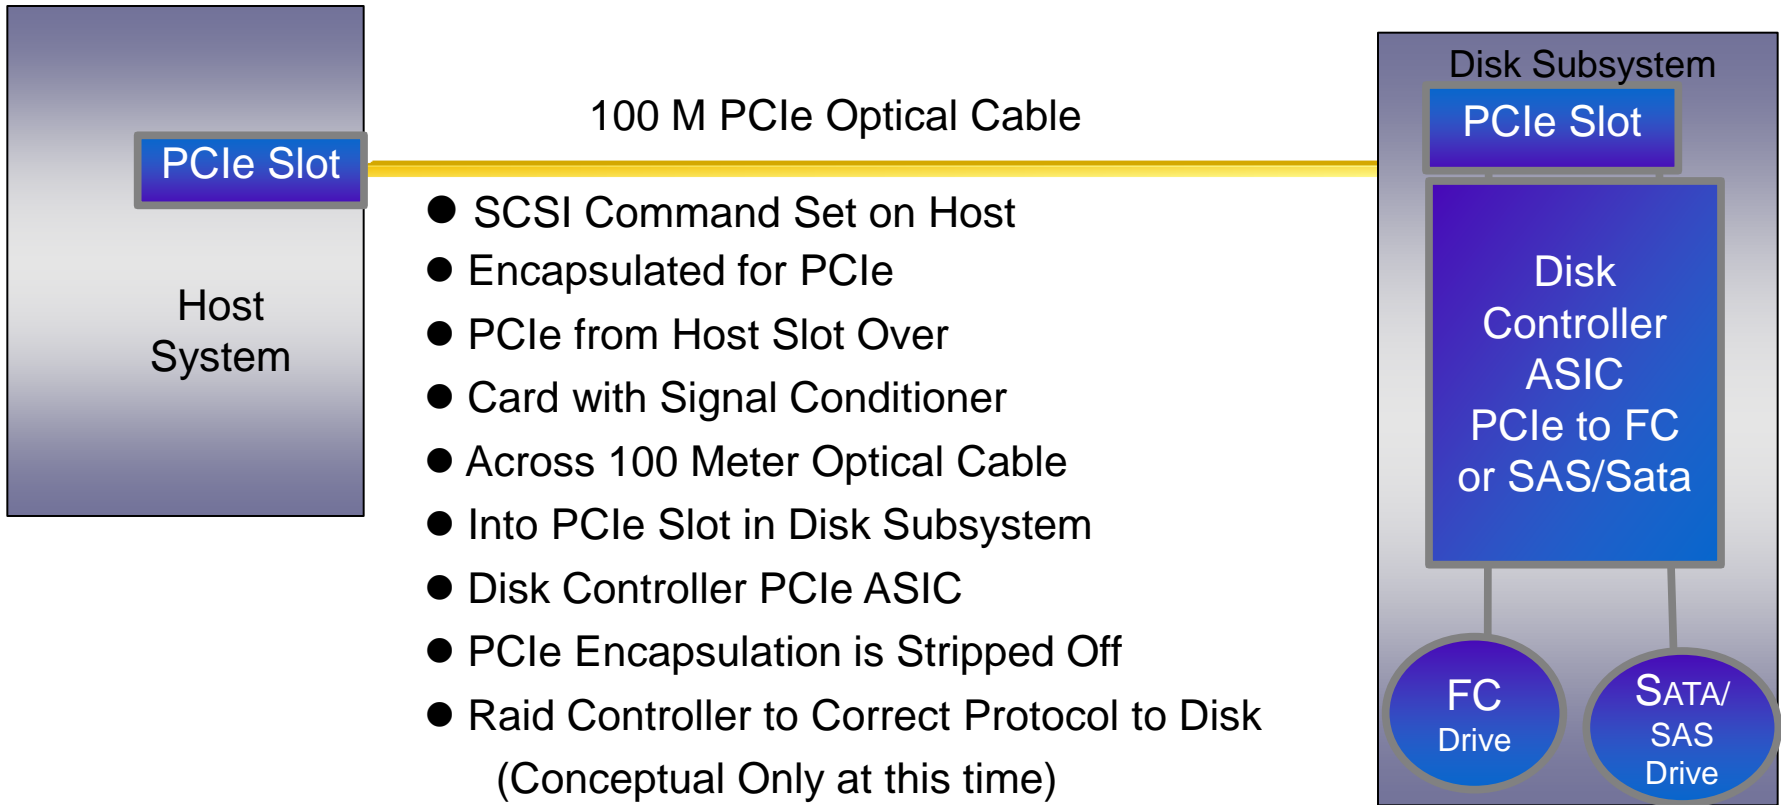 PCIe Slot
Host
System
100 M PCIe Optical Cable
● SCSI Command Set on Host
● Encapsulated for PCIe
● PCIe from Host Slot Over
● Card with Signal Conditioner
● Across 100 Meter Optical Cable
● Into PCIe Slot in Disk Subsystem
● Disk Controller PCIe ASIC
● PCIe Encapsulation is Stripped Off
● Raid Controller to Correct Protocol to Disk
(Conceptual Only at this time)
Disk Subsystem
PCIe Slot
Disk
Controller
ASIC
PCIe to FC
or SAS/Sata
FC
Drive
SATA/
SAS
Drive